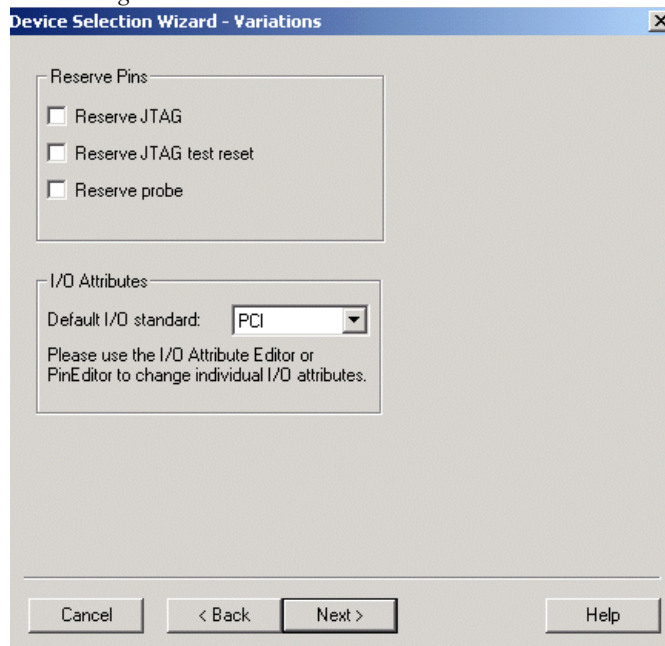 Device Selection Wizard - Variations
Reserve Pins
Reserve JTAG
Reserve JTAG test reset
Reserve probe
I/O Attributes
Default I/O standard: PCI
Please use the I/O Attribute Editor or
PinEditor to change individual I/O attributes.
Cancel < Back Next > Help